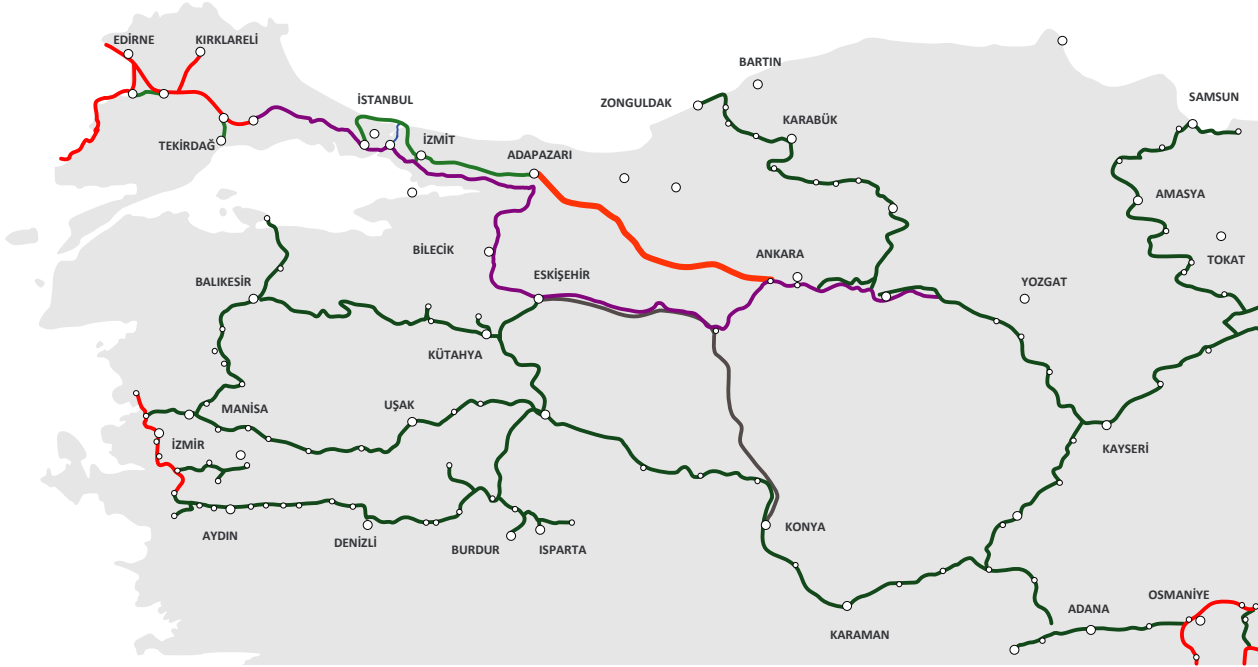 EDİRNE
KIRKLARELİ
BARTIN
İSTANBUL
ZONGULDAK
SAMSUN
KARABÜK
İZMİT
TEKİRDAĞ
ADAPAZARI
AMASYA
BİLECİK
ANKARA
TOKAT
ESKİŞEHİR
BALIKESİR
YOZGAT
KÜTAHYA
UŞAK
MANİSA
İZMİR
KAYSERİ
KONYA
AYDIN
DENİZLİ
BURDUR
ISPARTA
OSMANİYE
ADANA
KARAMAN